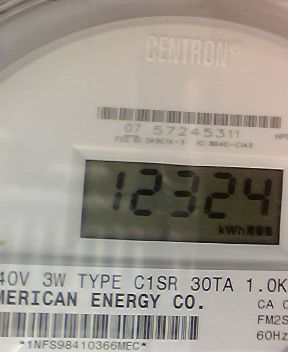 CENTRON®
07 57245311
12324
kWh
40V 3W TYPE C1SR 30TA 1.0K
MERICAN ENERGY CO.
CA 0
FM2S
60Hz
*1NFS98410366MEC*